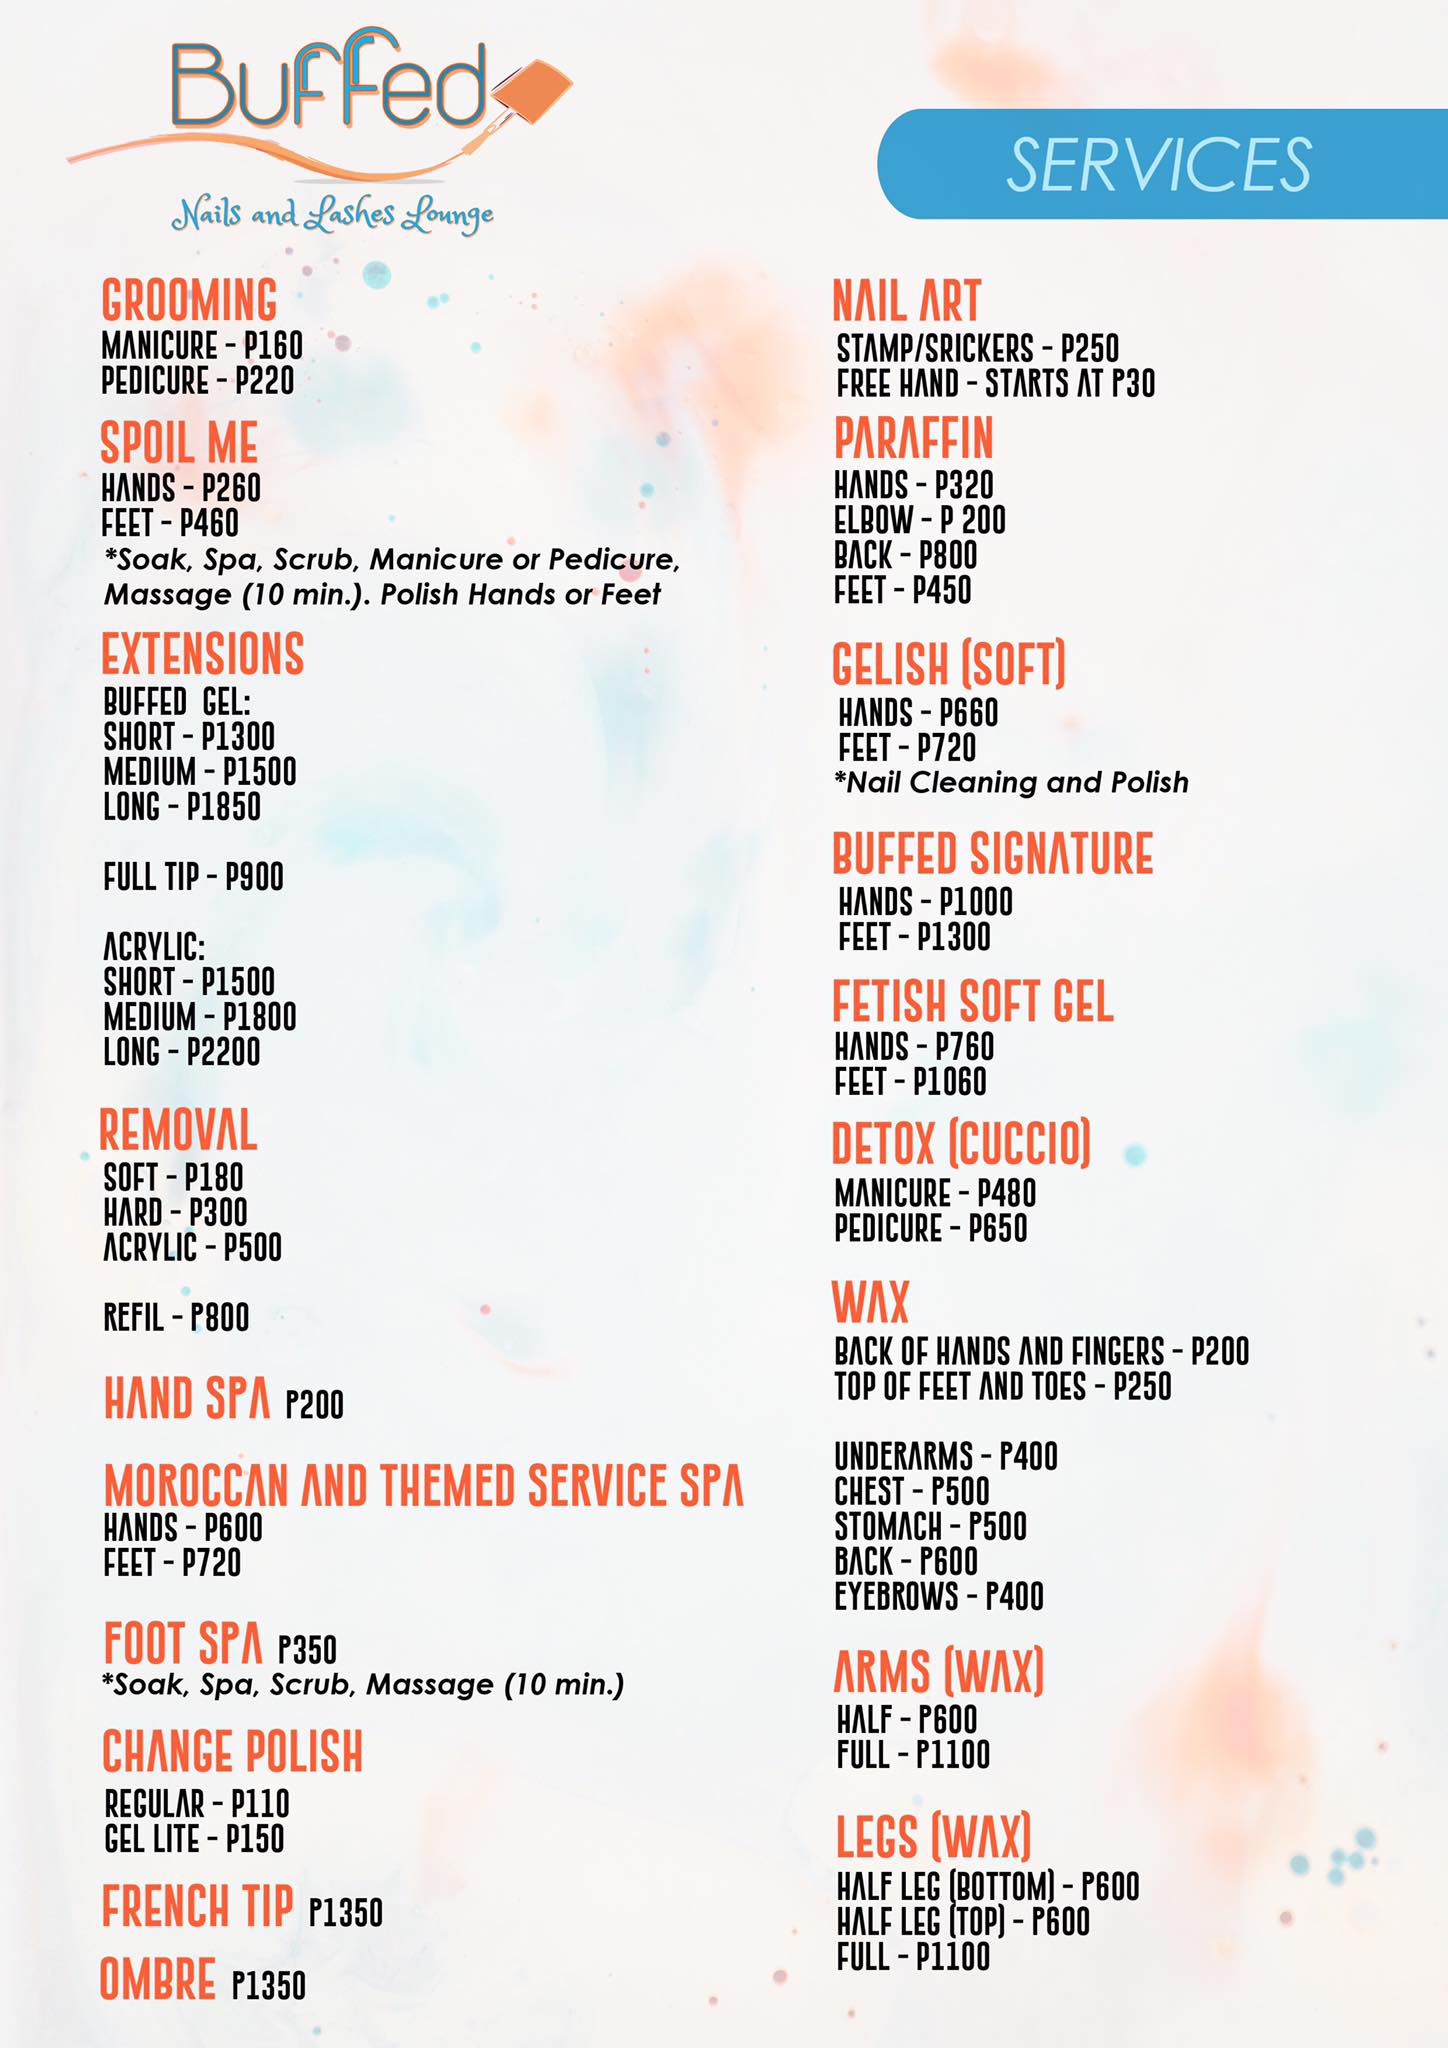 Buffed
Nails and Lashes Lounge
SERVICES
GROOMING
MANICURE - P160
PEDICURE - P220
SPOIL ME
HANDS - P260
FEET - P460
*Soak, Spa, Scrub, Manicure or Pedicure,
Massage (10 min.). Polish Hands or Feet
EXTENSIONS
BUFFED GEL:
SHORT - P1300
MEDIUM - P1500
LONG - P1850
FULL TIP - P900
ACRYLIC:
SHORT - P1500
MEDIUM - P1800
LONG - P2200
REMOVAL
SOFT - P180
HARD - P300
ACRYLIC - P500
REFIL - P800
HAND SPA P200
MOROCCAN AND THEMED SERVICE SPA
HANDS - P600
FEET - P720
FOOT SPA P350
*Soak, Spa, Scrub, Massage (10 min.)
CHANGE POLISH
REGULAR - P110
GEL LITE - P150
FRENCH TIP P1350
OMBRE P1350
NAIL ART
STAMP/SRICKERS - P250
FREE HAND - STARTS AT P30
PARAFFIN
HANDS - P320
ELBOW - P 200
BACK - P800
FEET - P450
GELISH (SOFT)
HANDS - P660
FEET - P720
*Nail Cleaning and Polish
BUFFED SIGNATURE
HANDS - P1000
FEET - P1300
FETISH SOFT GEL
HANDS - P760
FEET - P1060
DETOX (CUCCIO)
MANICURE - P480
PEDICURE - P650
WAX
BACK OF HANDS AND FINGERS - P200
TOP OF FEET AND TOES - P250
UNDERARMS - P400
CHEST - P500
STOMACH - P500
BACK - P600
EYEBROWS - P400
ARMS (WAX)
HALF - P600
FULL - P1100
LEGS (WAX)
HALF LEG (BOTTOM) - P600
HALF LEG (TOP) - P600
FULL - P1100